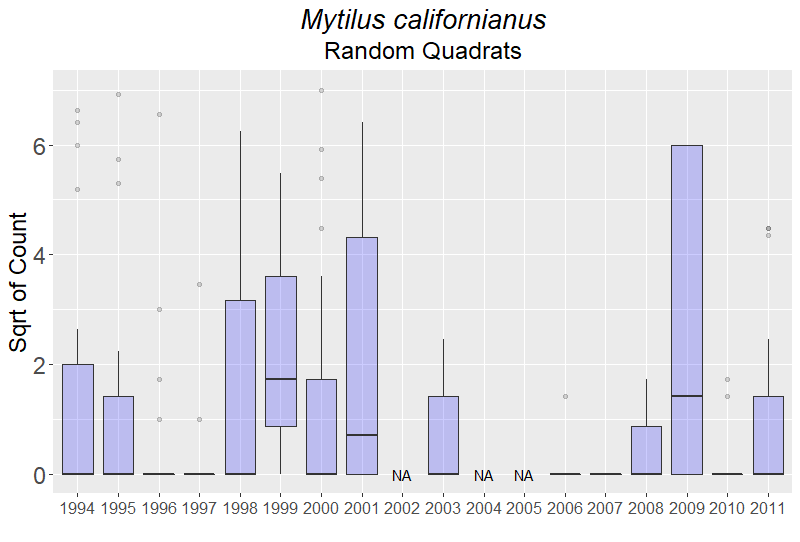 Mytilus californianus
Random Quadrats
Sqrt of Count
6
4
2
0
NA NA NA
1994 1995 1996 1997 1998 1999 2000 2001 2002 2003 2004 2005 2006 2007 2008 2009 2010 2011